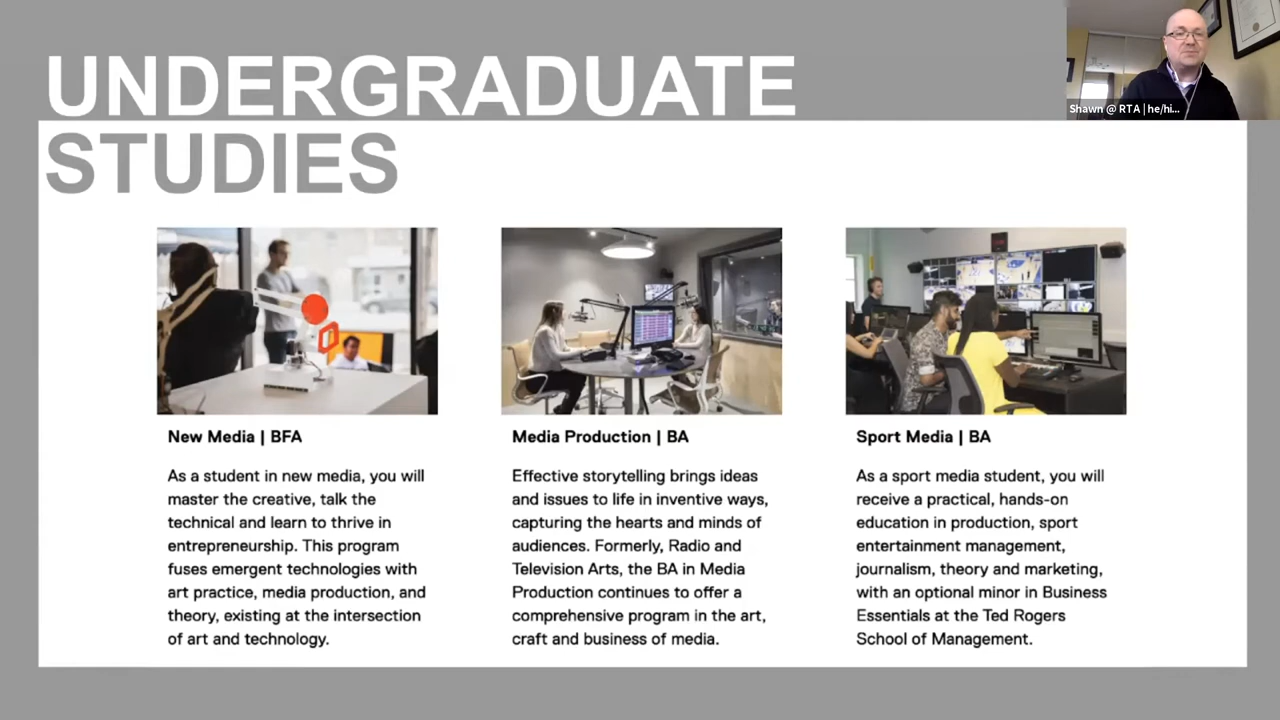 UNDERGRADUATE
STUDIES
Shawn @ RTA | he/hi...
New Media | BFA
As a student in new media, you will
master the creative, talk the
technical and learn to thrive in
entrepreneurship. This program
fuses emergent technologies with
art practice, media production, and
theory, existing at the intersection
of art and technology.
Media Production | BA
Effective storytelling brings ideas
and issues to life in inventive ways,
capturing the hearts and minds of
audiences. Formerly, Radio and
Television Arts, the BA in Media
Production continues to offer a
comprehensive program in the art,
craft and business of media.
Sport Media | BA
As a sport media student, you will
receive a practical, hands-on
education in production, sport
entertainment management,
journalism, theory and marketing,
with an optional minor in Business
Essentials at the Ted Rogers
School of Management.